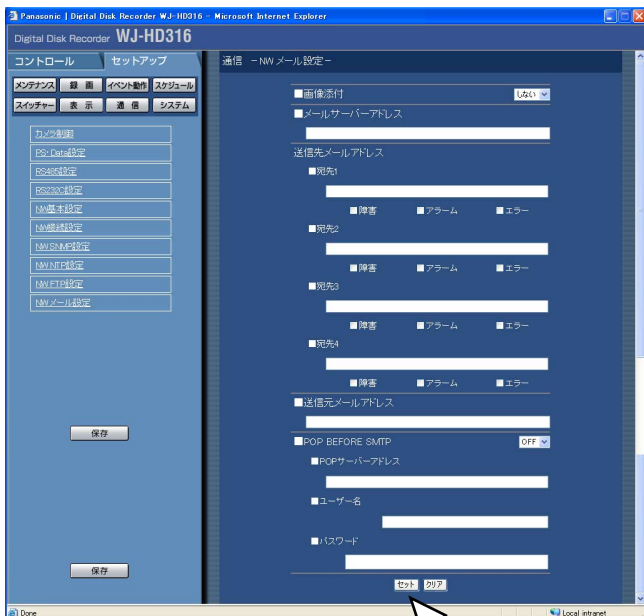 Panasonic | Digital Disk Recorder WJ-HD316 - Microsoft Internet Explorer
Digital Disk Recorder WJ-HD316
コントロール セットアップ
通信 －NWメール設定－
メンテナンス 録 画 イベント動作 スケジュール
スイッチャー 表 示 通 信 システム
カメラ制御
PS・Data設定
RS485設定
RS232C設定
NW基本設定
NW接続設定
NW SNMP設定
NW NTP設定
NW FTP設定
NWメール設定
保存
保存
■画像添付 しない
■メールサーバーアドレス
送信先メールアドレス
■宛先1
障害 アラーム エラー
■宛先2
障害 アラーム エラー
■宛先3
障害 アラーム エラー
■宛先4
障害 アラーム エラー
■送信元メールアドレス
■POP BEFORE SMTP OFF
■POPサーバーアドレス
■ユーザー名
■パスワード
セット クリア
Done Local intranet